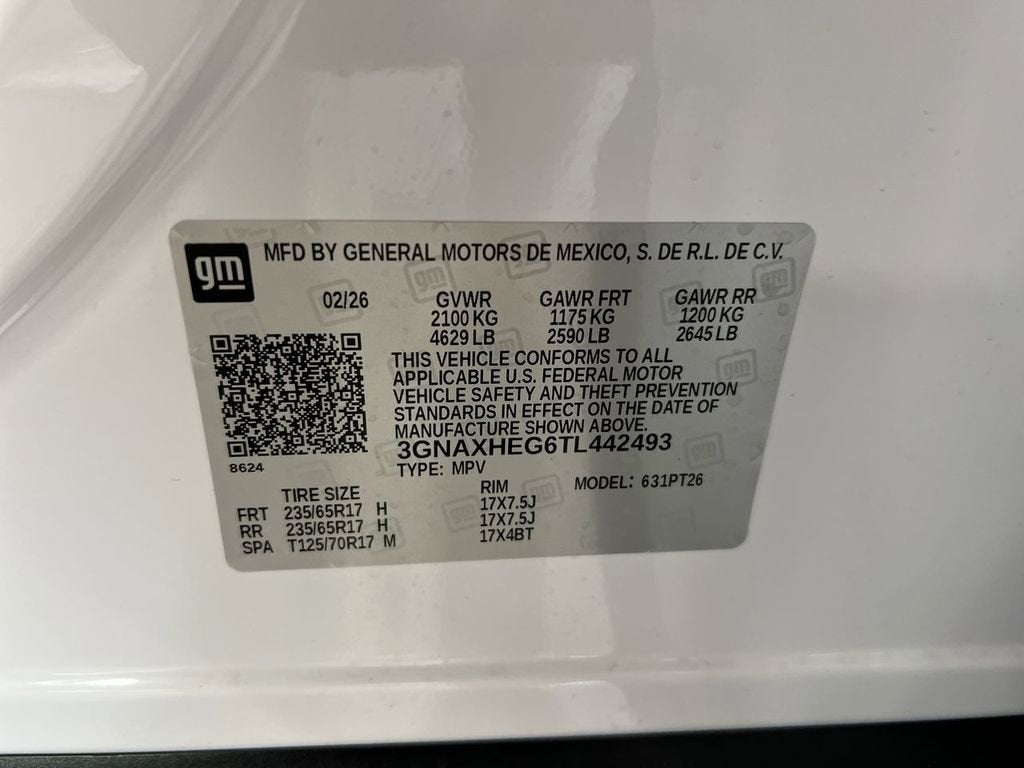 gm MFD BY GENERAL MOTORS DE MEXICO, S. DE R.L. DE C.V.
02/26 GVWR GAWR FRT GAWR RR
2100 KG 1175 KG 1200 KG
4629 LB 2590 LB 2645 LB
THIS VEHICLE CONFORMS TO ALL
APPLICABLE U.S. FEDERAL MOTOR
VEHICLE SAFETY AND THEFT PREVENTION
STANDARDS IN EFFECT ON THE DATE OF
MANUFACTURE SHOWN ABOVE.
3GNAXHEG6TL442493
8624 TYPE: MPV MODEL: 631PT26
TIRE SIZE RIM
FRT 235/65R17 H 17X7.5J
RR 235/65R17 H 17X7.5J
SPA T125/70R17 M 17X4BT